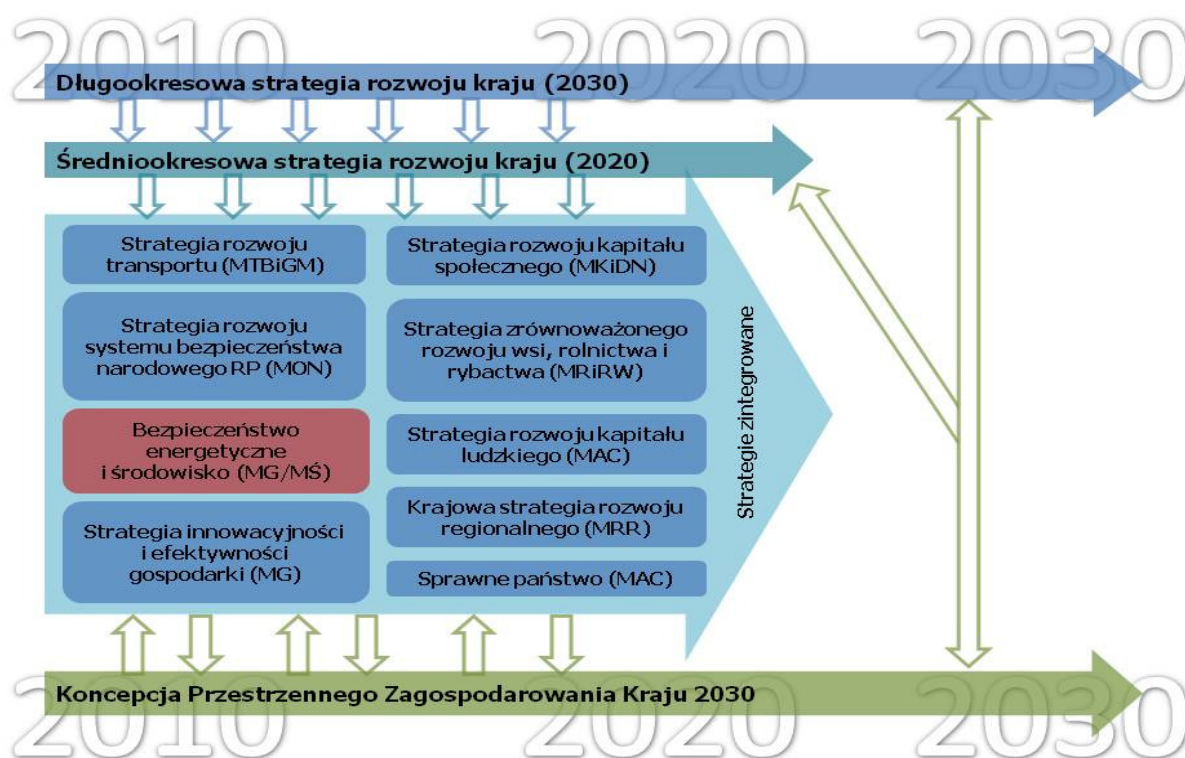 2010 2020 2030
Długookresowa strategia rozwoju kraju (2030)
Średniookresowa strategia rozwoju kraju (2020)
Strategia rozwoju
transportu (MTBiGM)
Strategia rozwoju
systemu bezpieczeństwa
narodowego RP (MON)
Bezpieczeństwo
energetyczne
i środowisko (MG/MŚ)
Strategia innowacyjności
i efektywności
gospodarki (MG)
Strategia rozwoju kapitału
społecznego (MKiDN)
Strategia zrównoważonego
rozwoju wsi, rolnictwa i
rybactwa (MRiRW)
Strategia rozwoju kapitału
ludzkiego (MAC)
Krajowa strategia rozwoju
regionalnego (MRR)
Sprawne państwo (MAC)
Strategie zintegrowane
Koncepcja Przestrzennego Zagospodarowania Kraju 2030
2010 2020 2030